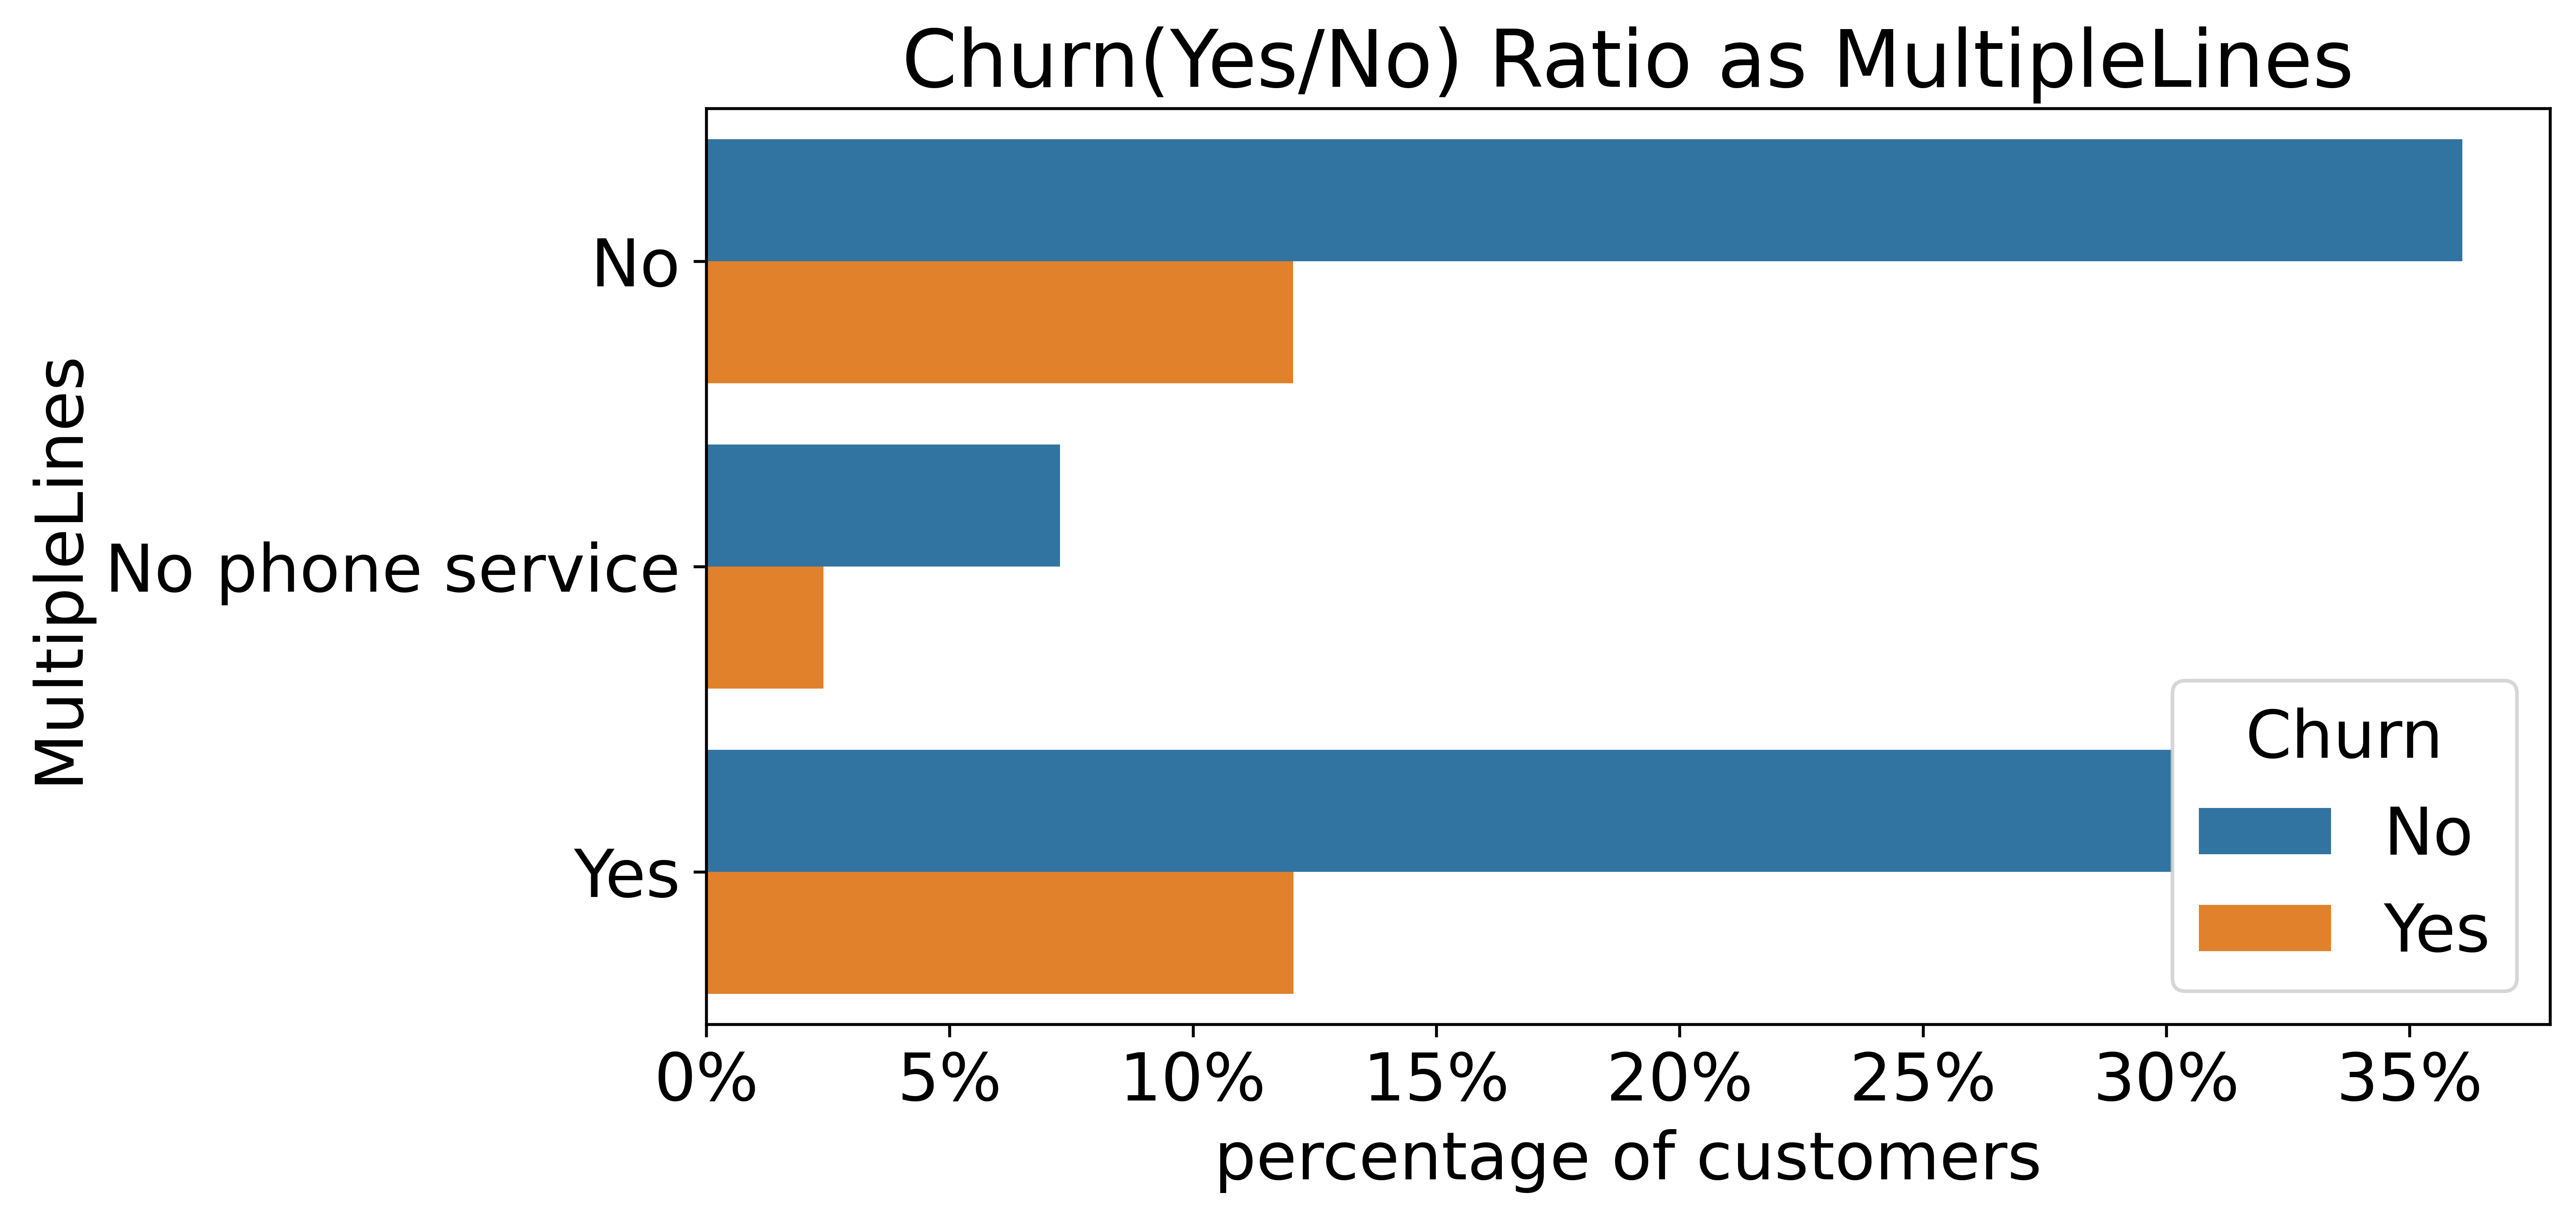 Churn(Yes/No) Ratio as MultipleLines
MultipleLines
No
No phone service
Yes
Churn
No
Yes
0% 5% 10% 15% 20% 25% 30% 35%
percentage of customers